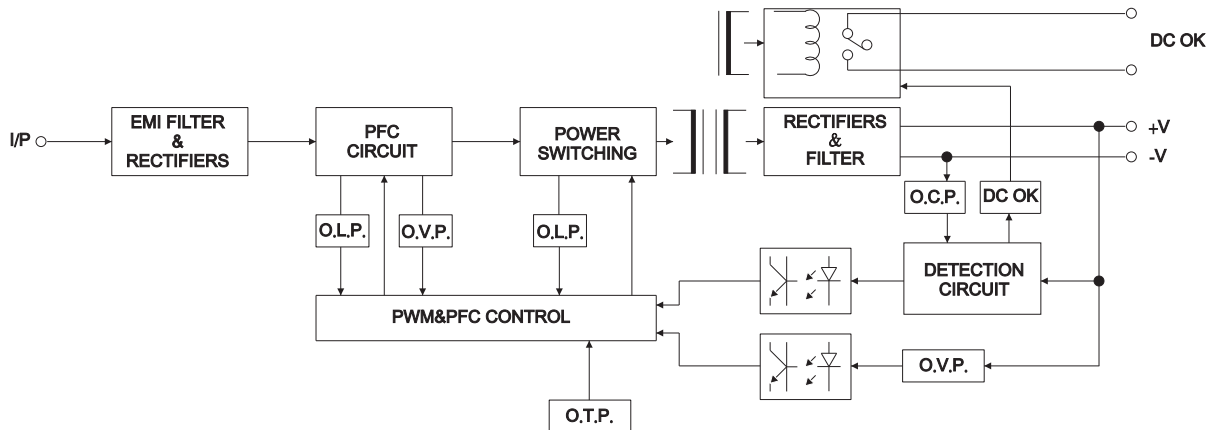 DC OK
I/P
EMI FILTER
&
RECTIFIERS
PFC
CIRCUIT
POWER
SWITCHING
RECTIFIERS
&
FILTER
+V
-V
O.L.P.
O.V.P.
O.L.P.
O.C.P.
DC OK
DETECTION
CIRCUIT
PWM&PFC CONTROL
O.V.P.
O.T.P.